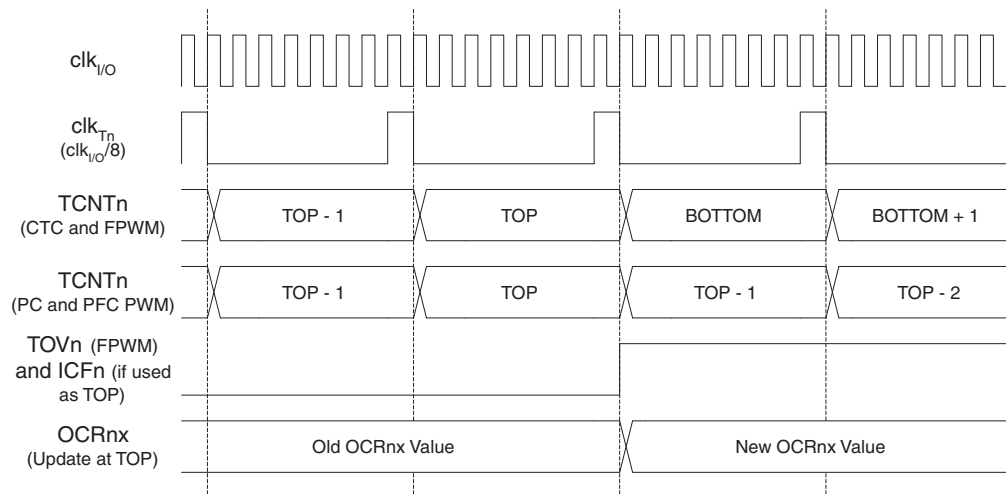 clkI/O
clkTn
(clkI/O/8)
TCNTn
(CTC and FPWM)
TOP - 1
TOP
BOTTOM
BOTTOM + 1
TCNTn
(PC and PFC PWM)
TOP - 1
TOP
TOP - 1
TOP - 2
TOVn (FPWM)
and ICFn (if used
as TOP)
OCRnx
(Update at TOP)
Old OCRnx Value
New OCRnx Value